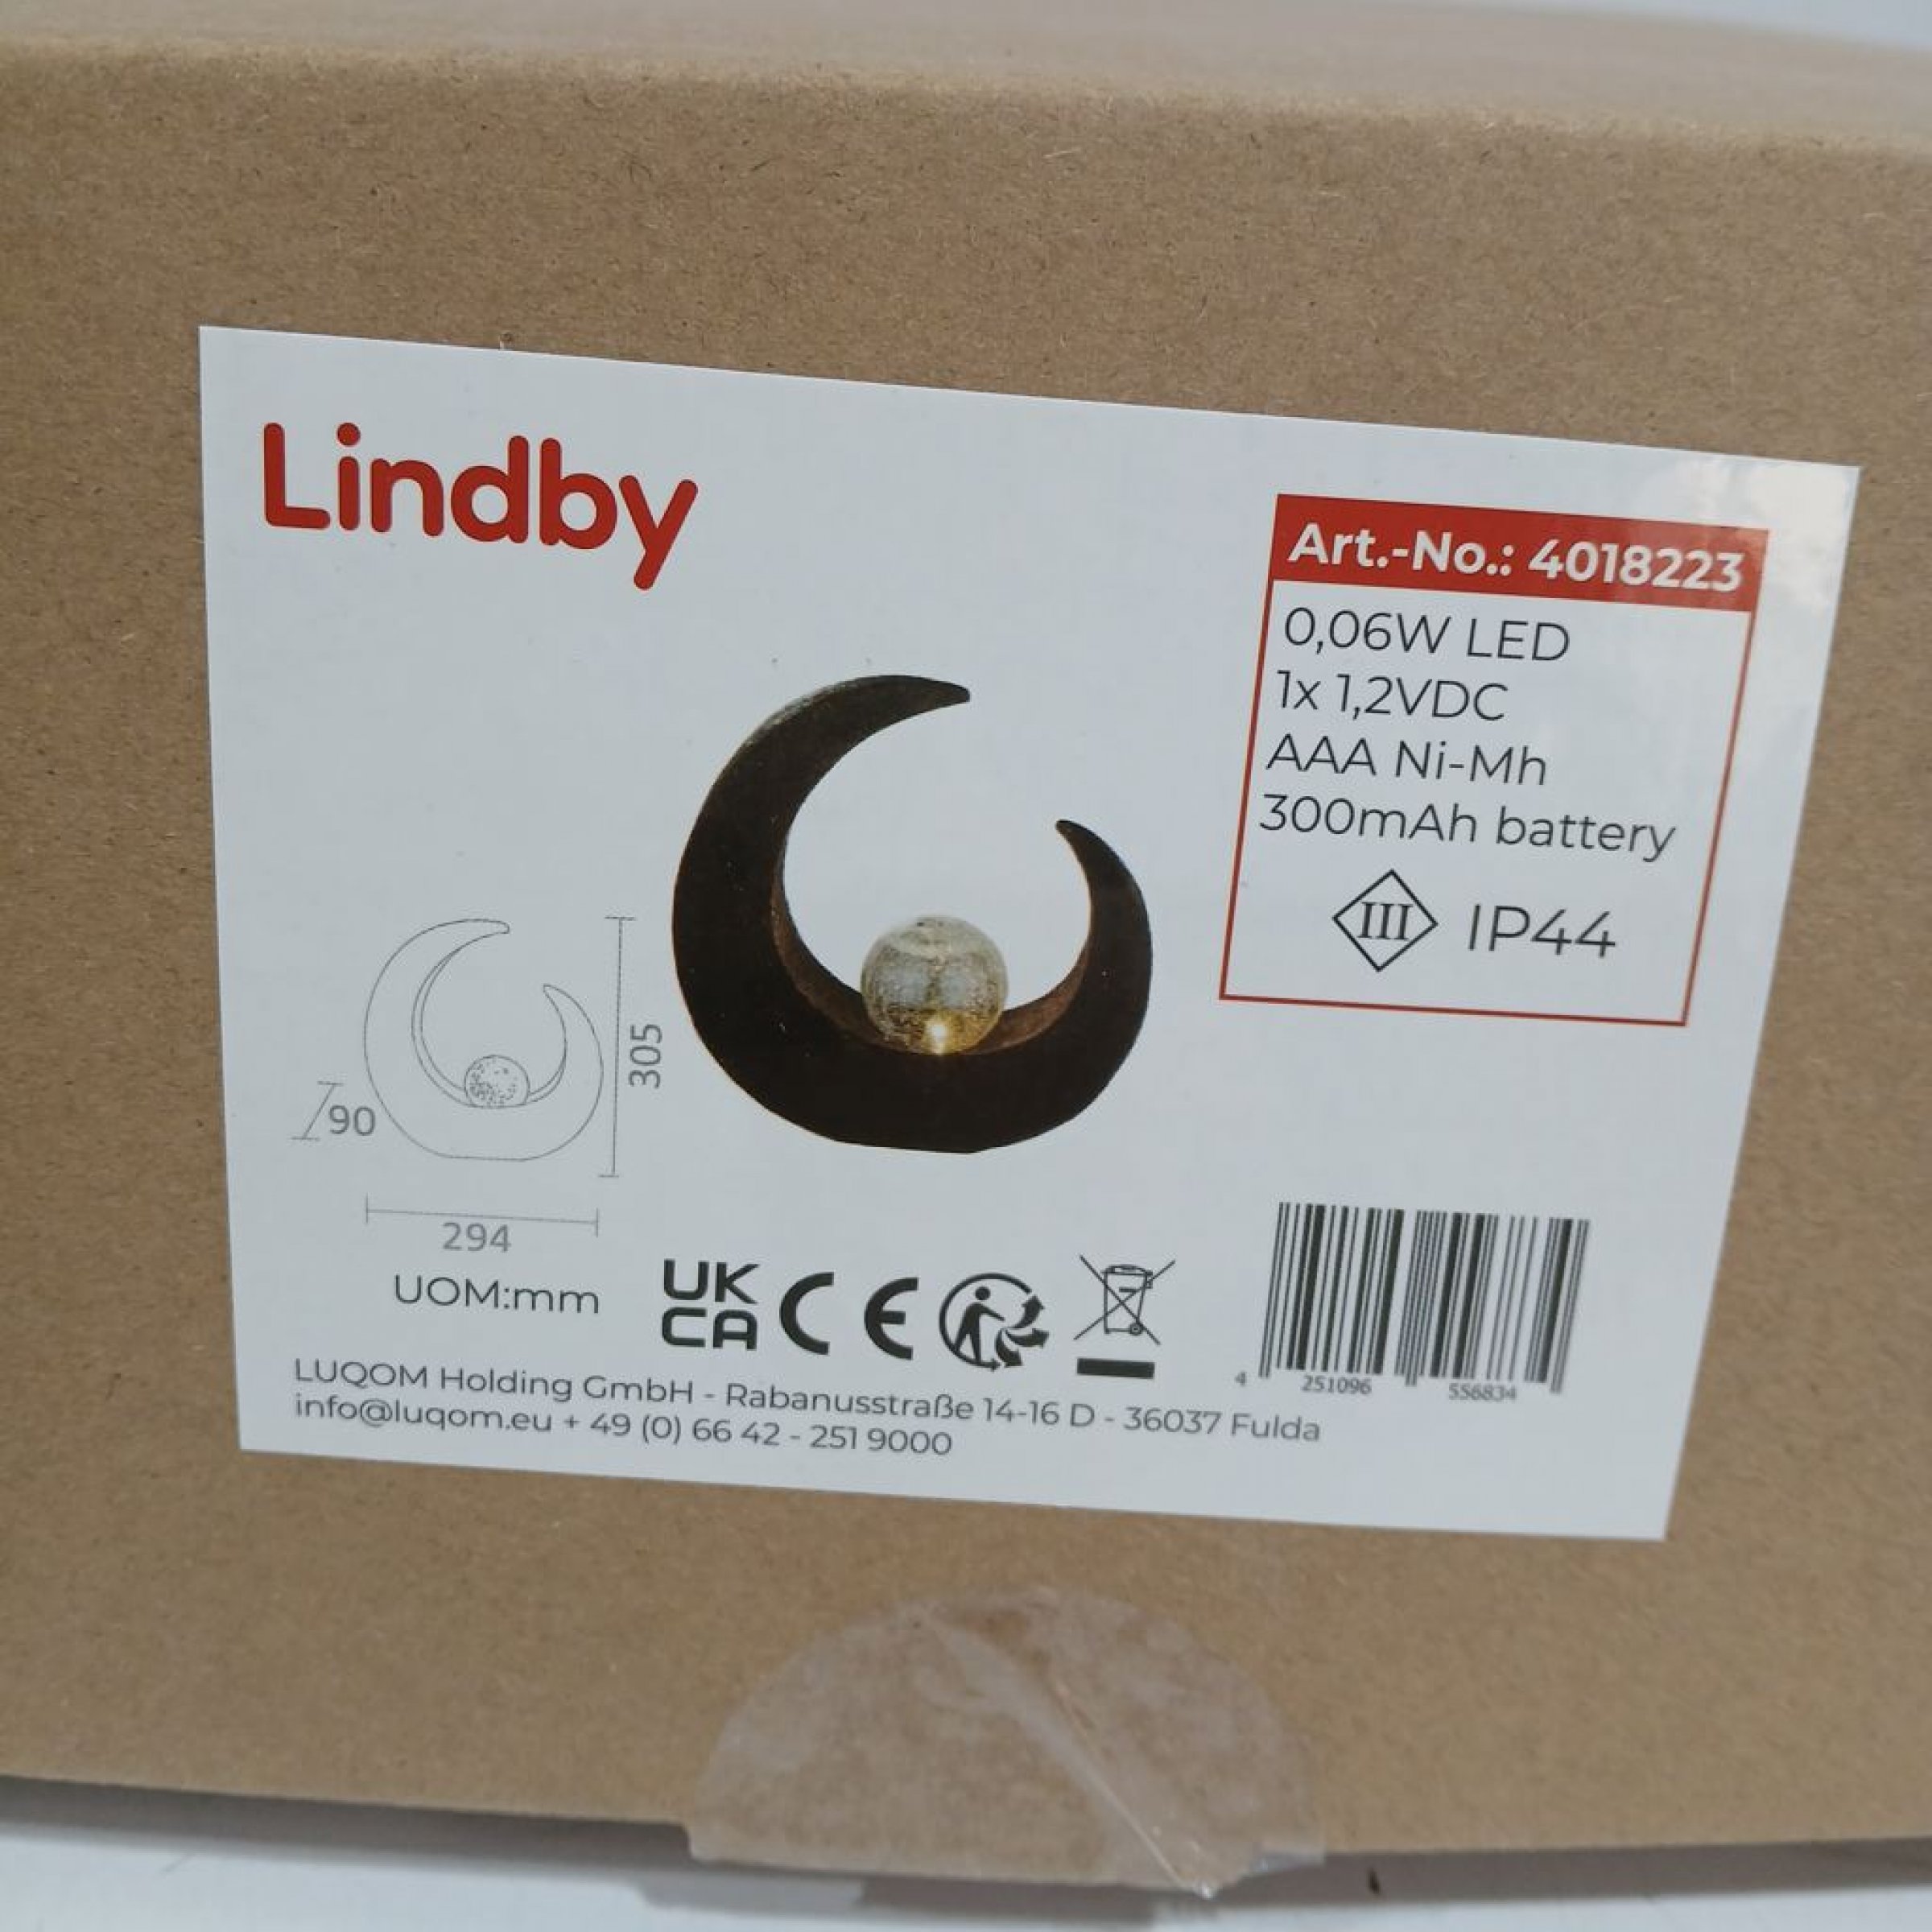 Lindby
Art.-No.: 4018223
0,06W LED
1x 1,2VDC
AAA Ni-Mh
300mAh battery
III IP44
305
90
294
UOM:mm
UK
CA CE
4 251096 556834
LUQOM Holding GmbH - Rabanusstraße 14-16 D - 36037 Fulda
info@luqom.eu + 49 (0) 66 42 - 251 9000